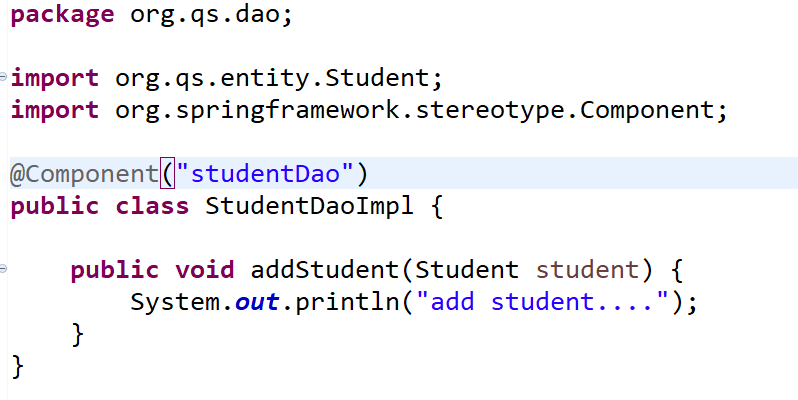 package org.qs.dao;
import org.qs.entity.Student;
import org.springframework.stereotype.Component;
@Component("studentDao")
public class StudentDaoImpl {
public void addStudent(Student student) {
System.out.println("add student....");
}
}